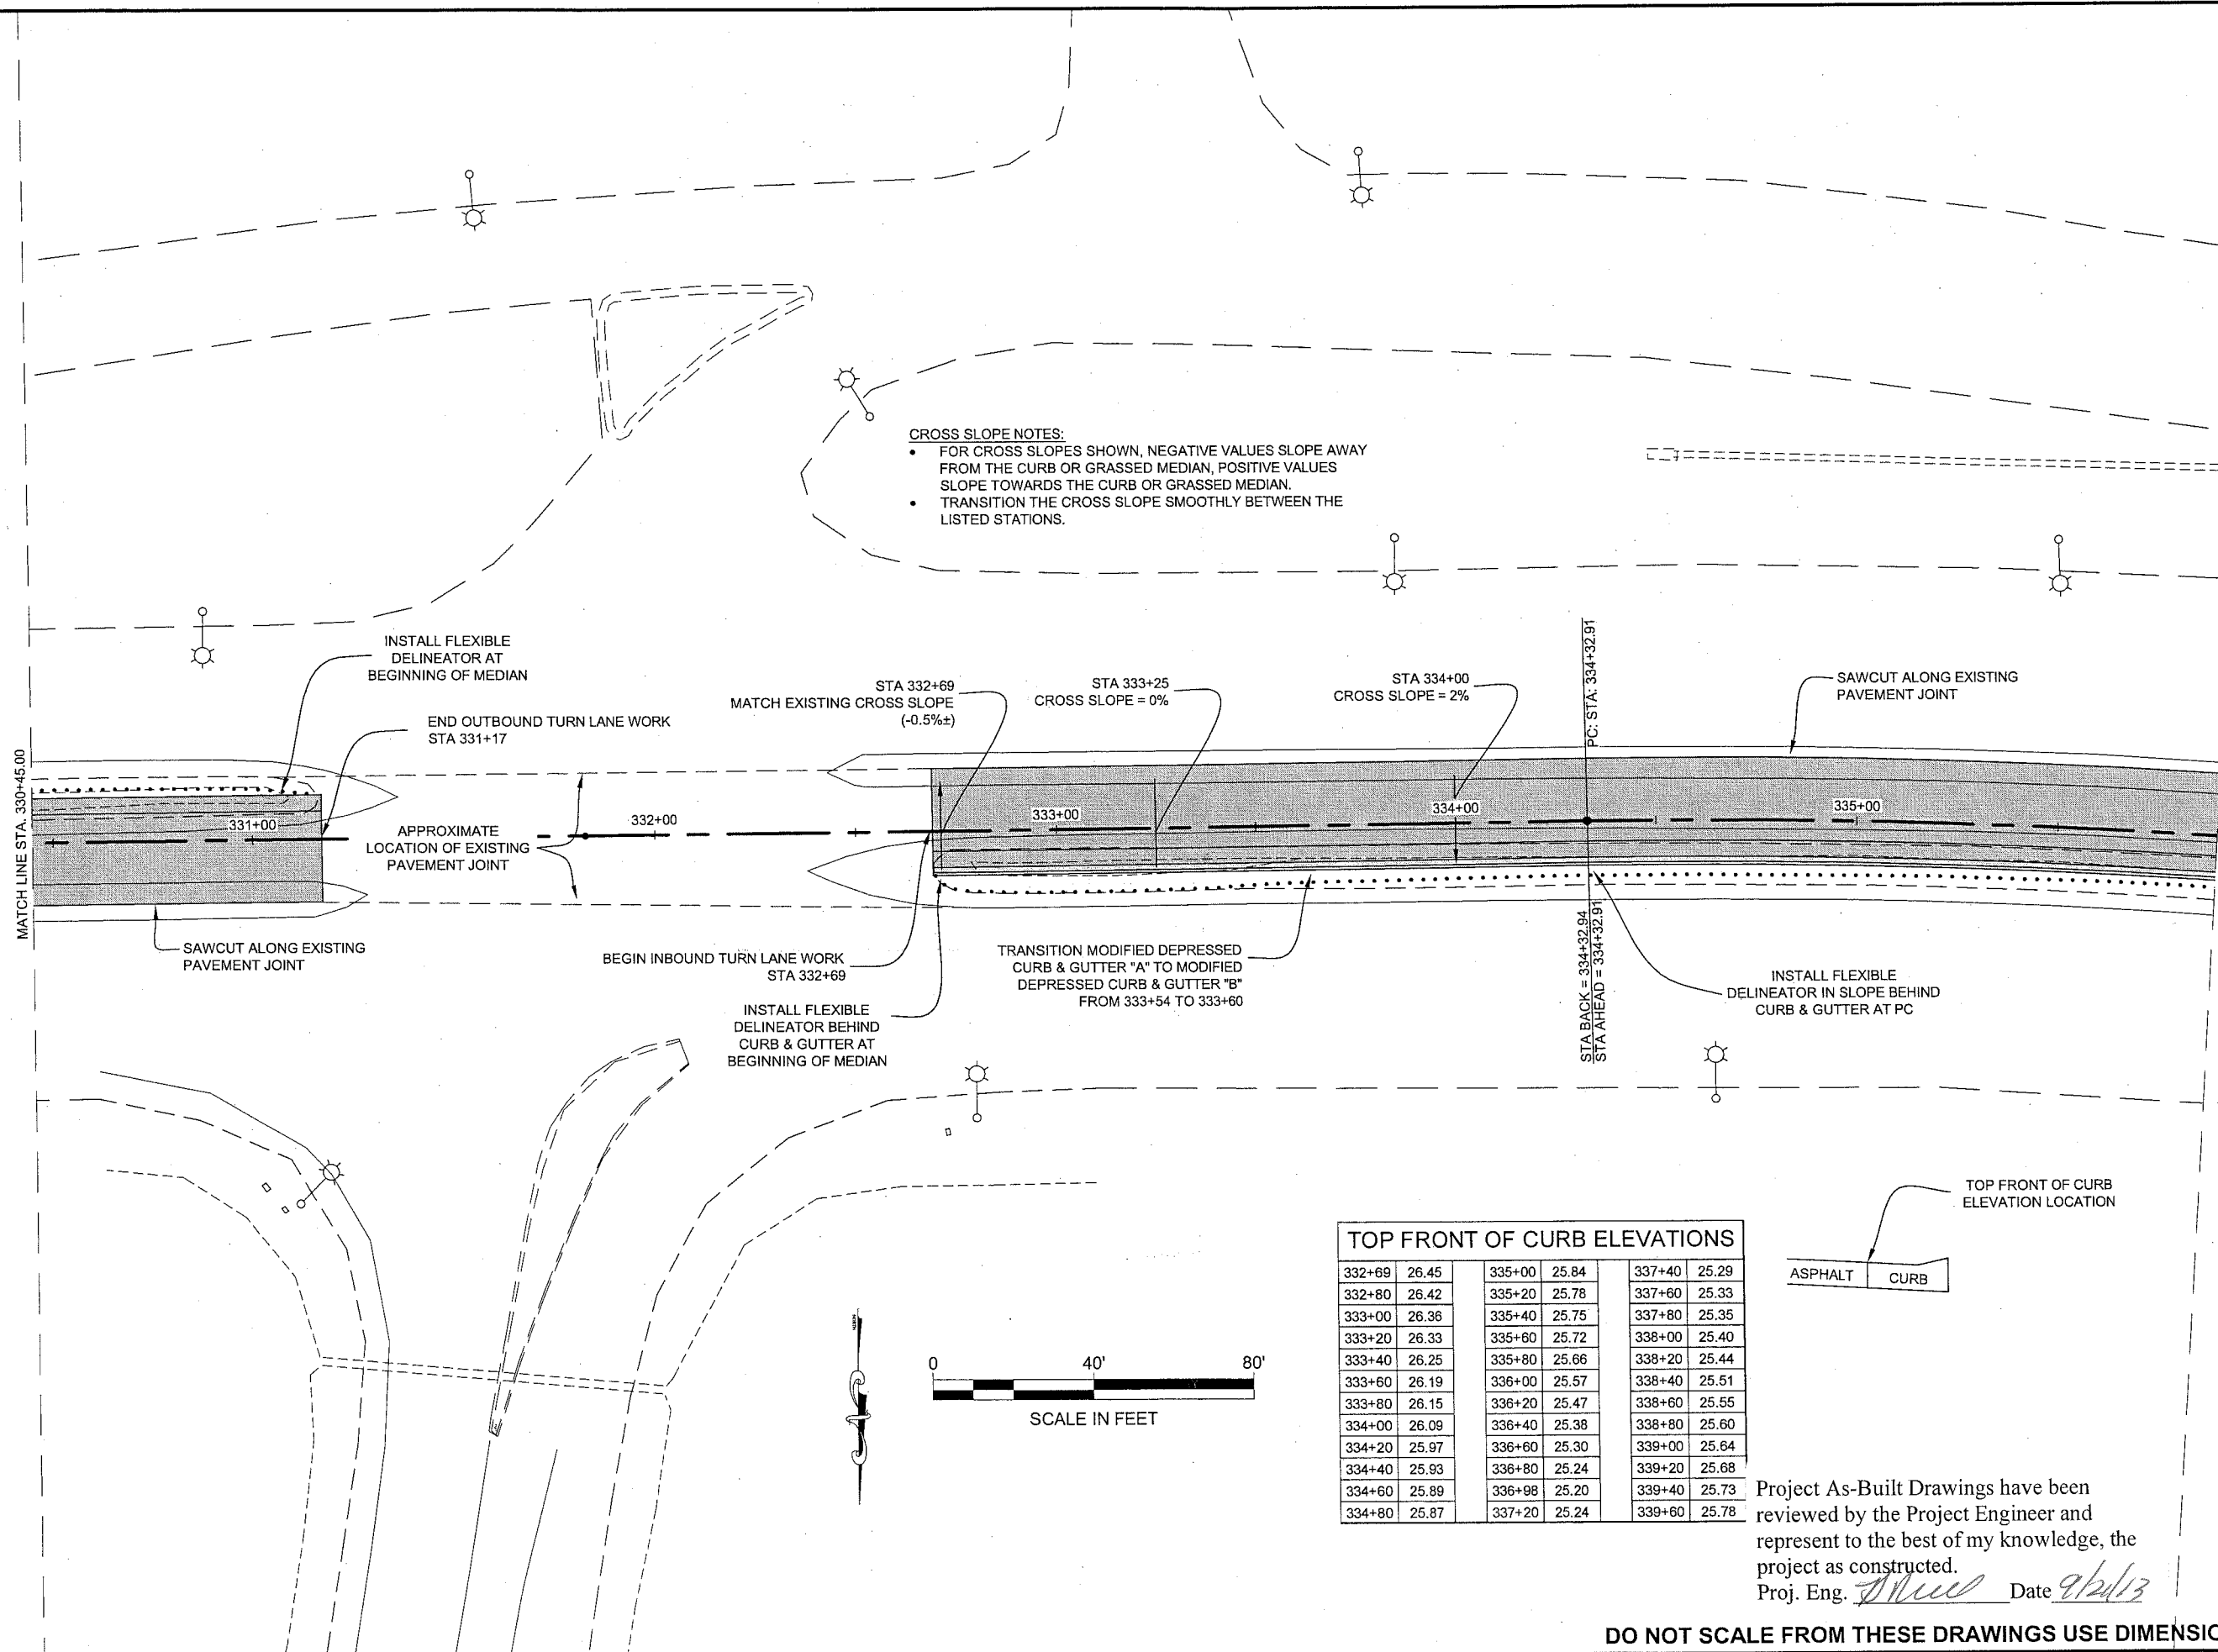 CROSS SLOPE NOTES:
• FOR CROSS SLOPES SHOWN, NEGATIVE VALUES SLOPE AWAY
FROM THE CURB OR GRASSED MEDIAN, POSITIVE VALUES
SLOPE TOWARDS THE CURB OR GRASSED MEDIAN.
• TRANSITION THE CROSS SLOPE SMOOTHLY BETWEEN THE
LISTED STATIONS.
INSTALL FLEXIBLE
DELINEATOR AT
BEGINNING OF MEDIAN
END OUTBOUND TURN LANE WORK
STA 331+17
STA 332+69
MATCH EXISTING CROSS SLOPE
(-0.5%±)
STA 333+25
CROSS SLOPE = 0%
STA 334+00
CROSS SLOPE = 2%
PC: STA: 334+32.91
SAWCUT ALONG EXISTING
PAVEMENT JOINT
MATCH LINE STA. 330+45.00
331+00
APPROXIMATE
LOCATION OF EXISTING
PAVEMENT JOINT
332+00
333+00
334+00
335+00
SAWCUT ALONG EXISTING
PAVEMENT JOINT
BEGIN INBOUND TURN LANE WORK
STA 332+69
INSTALL FLEXIBLE
DELINEATOR BEHIND
CURB & GUTTER AT
BEGINNING OF MEDIAN
TRANSITION MODIFIED DEPRESSED
CURB & GUTTER "A" TO MODIFIED
DEPRESSED CURB & GUTTER "B"
FROM 333+54 TO 333+60
STA BACK = 334+32.94
STA AHEAD = 334+32.91
INSTALL FLEXIBLE
DELINEATOR IN SLOPE BEHIND
CURB & GUTTER AT PC
TOP FRONT OF CURB
ELEVATION LOCATION
ASPHALT CURB
TOP FRONT OF CURB ELEVATIONS
332+69 26.45 335+00 25.84 337+40 25.29
332+80 26.42 335+20 25.78 337+60 25.33
333+00 26.36 335+40 25.75 337+80 25.35
333+20 26.33 335+60 25.72 338+00 25.40
333+40 26.25 335+80 25.66 338+20 25.44
333+60 26.19 336+00 25.57 338+40 25.51
333+80 26.15 336+20 25.47 338+60 25.55
334+00 26.09 336+40 25.38 338+80 25.60
334+20 25.97 336+60 25.30 339+00 25.64
334+40 25.93 336+80 25.24 339+20 25.68
334+60 25.89 336+98 25.20 339+40 25.73
334+80 25.87 337+20 25.24 339+60 25.78
0 40' 80'
SCALE IN FEET
Project As-Built Drawings have been
reviewed by the Project Engineer and
represent to the best of my knowledge, the
project as constructed.
Proj. Eng. Date
DO NOT SCALE FROM THESE DRAWINGS USE DIMENSIO